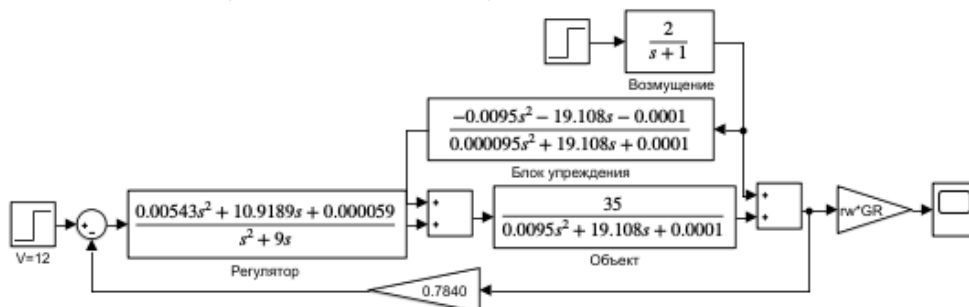 2
s + 1
Возмущение
−0.0095s² − 19.108s − 0.0001
0.000095s² + 19.108s + 0.0001
Блок упреждения
V=12
+
−
0.00543s² + 10.9189s + 0.000059
s² + 9s
Регулятор
+
+
35
0.0095s² + 19.108s + 0.0001
Объект
+
+
rw*GR
0.7840